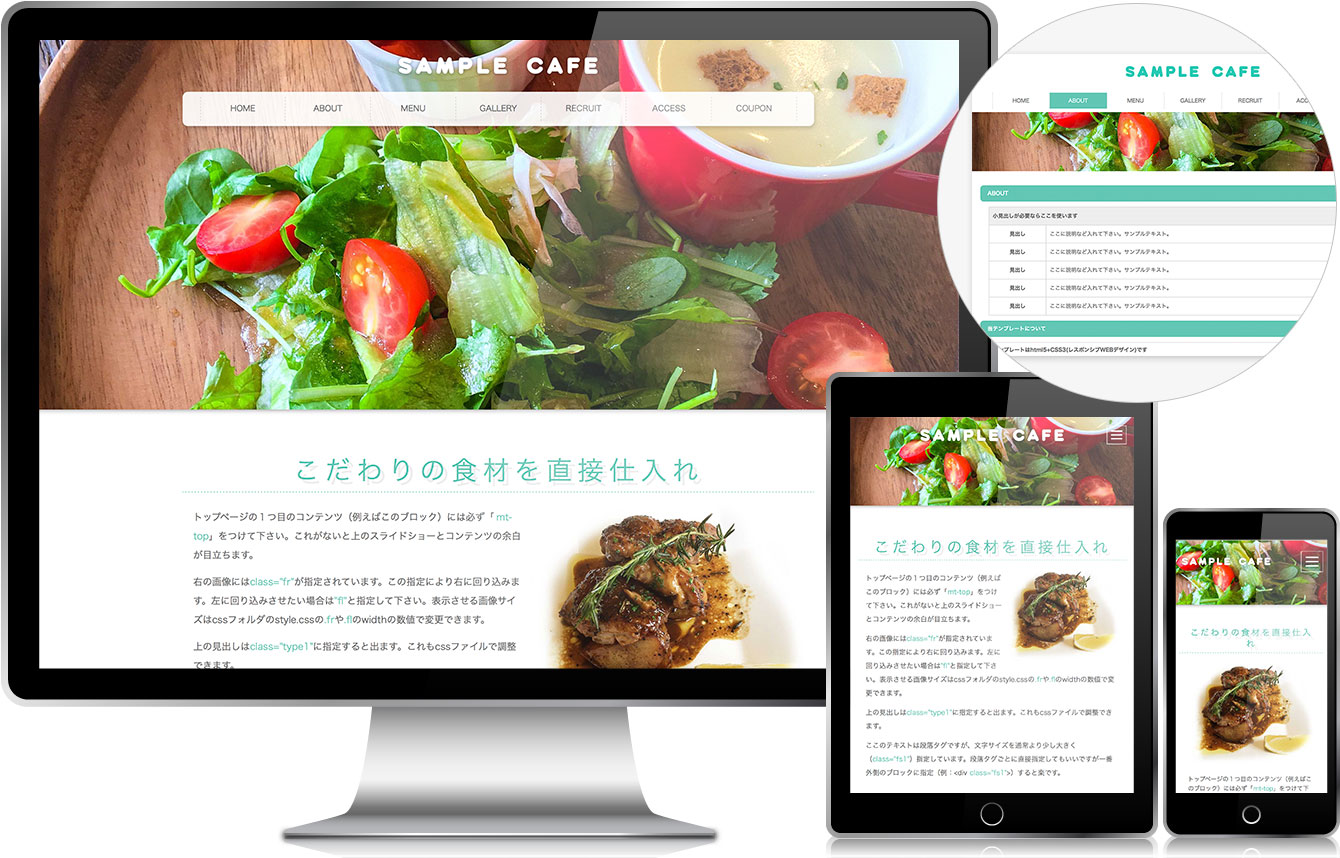 SAMPLE CAFE
HOME ABOUT MENU GALLERY RECRUIT ACCESS COUPON
こだわりの食材を直接仕入れ
トップページの１つ目のコンテンツ（例えばこのブロック）には必ず「 mt-
top」をつけて下さい。これがないと上のスライドショーとコンテンツの余白
が目立ちます。
右の画像にはclass="fr"が指定されています。この指定により右に回り込みま
す。左に回り込みさせたい場合は"fl"と指定して下さい。表示させる画像サイ
ズはcssフォルダのstyle.cssの.frや.flのwidthの数値で変更できます。
上の見出しはclass="type1"に指定すると出ます。これもcssファイルで調整
できます。
SAMPLE CAFE
HOME ABOUT MENU GALLERY RECRUIT ACC
ABOUT
小見出しが必要ならここを使います
見出し ここに説明など入れて下さい。サンプルテキスト。
見出し ここに説明など入れて下さい。サンプルテキスト。
見出し ここに説明など入れて下さい。サンプルテキスト。
見出し ここに説明など入れて下さい。サンプルテキスト。
見出し ここに説明など入れて下さい。サンプルテキスト。
当テンプレートについて
プレートはhtml5+CSS3(レスポンシブWEBデザイン)です
SAMPLE CAFE
こだわりの食材を直接仕入れ
トップページの１つ目のコンテンツ（例えば
このブロック）には必ず「mt-top」をつけ
て下さい。これがないと上のスライドショー
とコンテンツの余白が目立ちます。
右の画像にはclass="fr"が指定されていま
す。この指定により右に回り込みます。左に
回り込みさせたい場合は"fl"と指定して下さ
い。表示させる画像サイズはcssフォルダのstyle.cssの.frや.flのwidthの数値で変
更できます。
上の見出しはclass="type1"に指定すると出ます。これもcssファイルで調整でき
ます。
ここのテキストは段落タグですが、文字サイズを通常より少し大きく
（class="fs1"）指定しています。段落タグごとに直接指定してもいいですが一番
外側のブロックに指定（例：<div class="fs1">）すると楽です。
SAMPLE CAFE
こだわりの食材を直接仕入
れ
トップページの１つ目のコンテンツ（例えばこ
のブロック）には必ず「mt-top」をつけて下